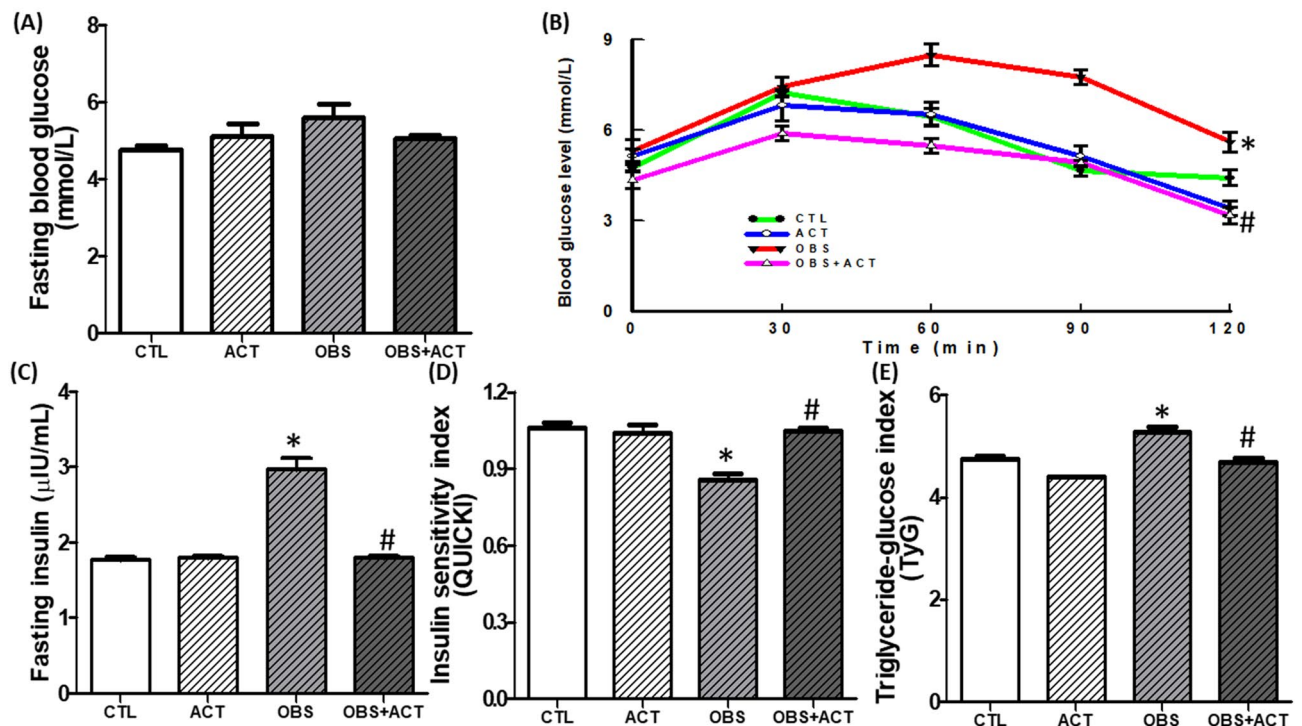 (A)
Fasting blood glucose
(mmol/L)
8
6
4
2
0
CTL
ACT
OBS
OBS+ACT
(B)
Blood glucose level (mmol/L)
9
6
3
0
CTL
ACT
OBS
OBS+ACT
*
#
0
30
60
90
120
Time (min)
(C)
Fasting insulin (μIU/mL)
4
3
2
1
0
*
#
CTL
ACT
OBS
OBS+ACT
(D)
Insulin sensitivity index
(QUICKI)
1.2
0.9
0.6
0.3
0.0
*
#
CTL
ACT
OBS
OBS+ACT
(E)
Triglyceride-glucose index
(TyG)
6
4
2
0
*
#
CTL
ACT
OBS
OBS+ACT